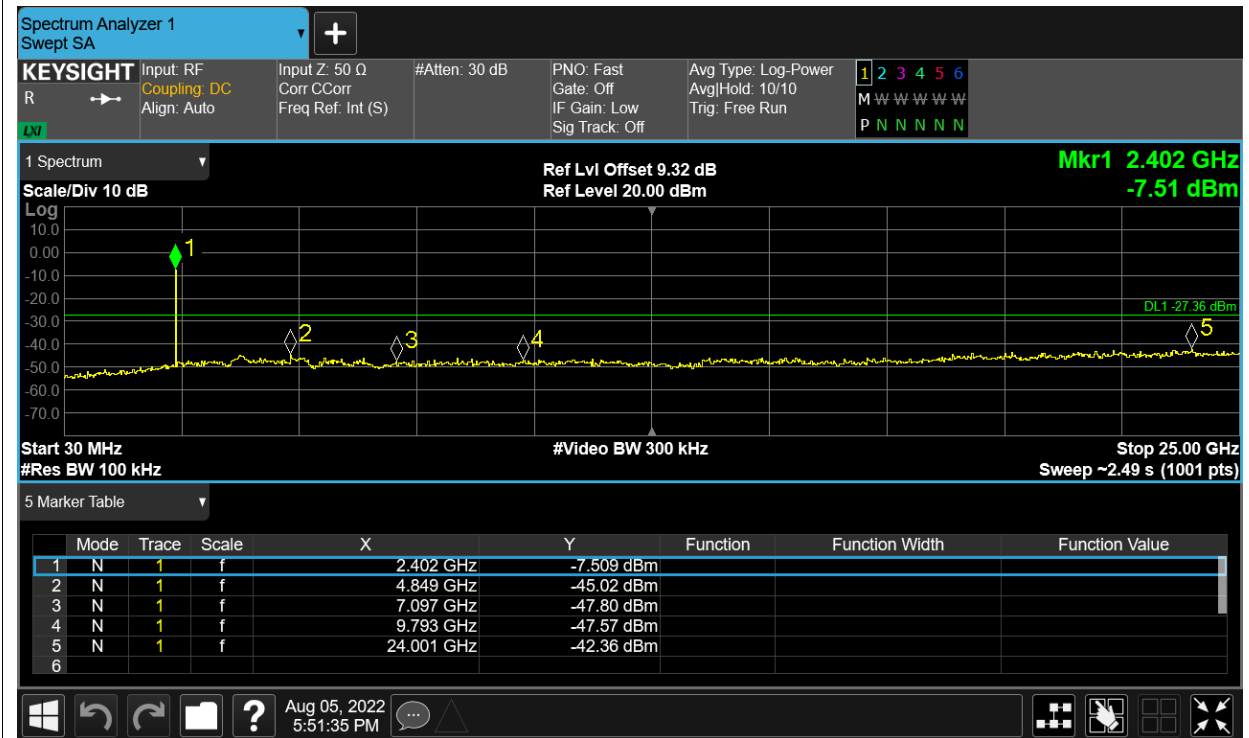 Spectrum Analyzer 1
Swept SA
KEYSIGHT
R
LXI
Input: RF
Coupling: DC
Align: Auto
Input Z: 50 Ω
Corr CCorr
Freq Ref: Int (S)
#Atten: 30 dB
PNO: Fast
Gate: Off
IF Gain: Low
Sig Track: Off
Avg Type: Log-Power
Avg|Hold: 10/10
Trig: Free Run
1 2 3 4 5 6
M W W W W W
P N N N N N
1 Spectrum
Scale/Div 10 dB
Ref Lvl Offset 9.32 dB
Ref Level 20.00 dBm
Mkr1 2.402 GHz
-7.51 dBm
Log
10.0
0.00
-10.0
-20.0
-30.0
-40.0
-50.0
-60.0
-70.0
1
2
3
4
5
DL1 -27.36 dBm
Start 30 MHz
#Video BW 300 kHz
Stop 25.00 GHz
#Res BW 100 kHz
Sweep ~2.49 s (1001 pts)
5 Marker Table
Mode Trace Scale X Y Function Function Width Function Value
1 N 1 f 2.402 GHz -7.509 dBm
2 N 1 f 4.849 GHz -45.02 dBm
3 N 1 f 7.097 GHz -47.80 dBm
4 N 1 f 9.793 GHz -47.57 dBm
5 N 1 f 24.001 GHz -42.36 dBm
6
?
Aug 05, 2022
5:51:35 PM